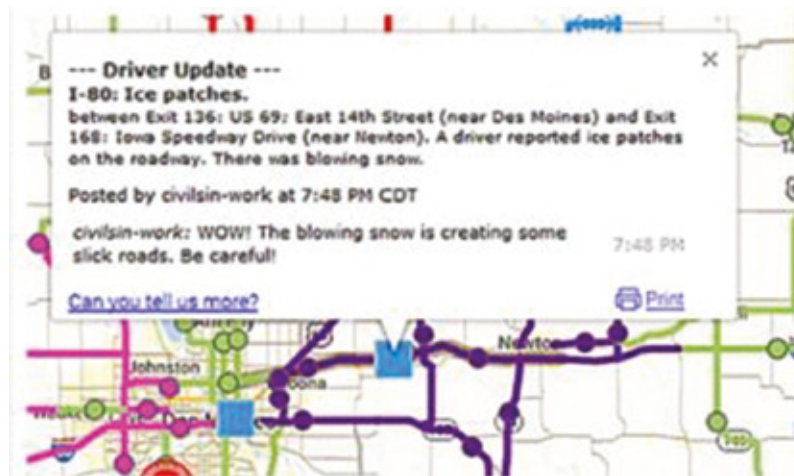 --- Driver Update ---
I-80: Ice patches.
between Exit 136: US 69; East 14th Street (near Des Moines) and Exit
168: Iowa Speedway Drive (near Newton). A driver reported ice patches
on the roadway. There was blowing snow.
Posted by civilsin-work at 7:48 PM CDT
civilsin-work: WOW! The blowing snow is creating some
slick roads. Be careful!
7:48 PM
Can you tell us more?
Print
Johnston